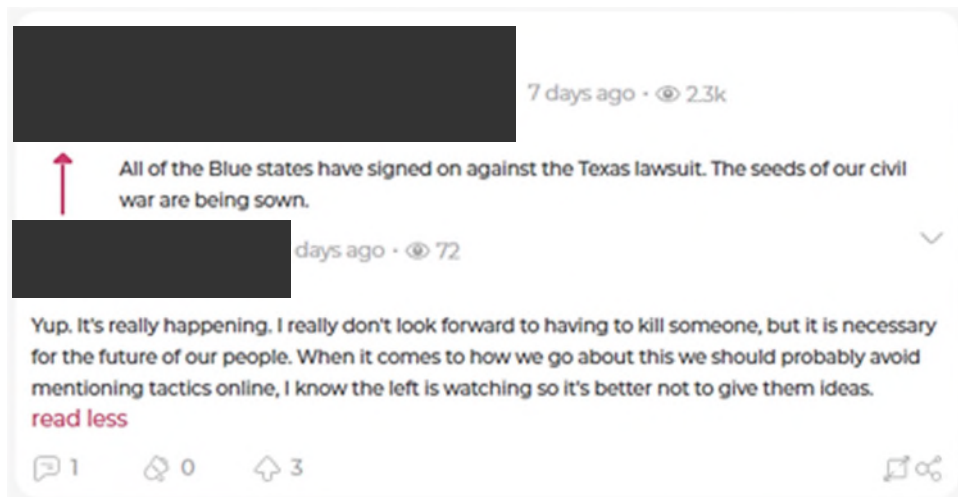 7 days ago · 2.3k
All of the Blue states have signed on against the Texas lawsuit. The seeds of our civil
war are being sown.
days ago · 72
Yup. It's really happening. I really don't look forward to having to kill someone, but it is necessary
for the future of our people. When it comes to how we go about this we should probably avoid
mentioning tactics online, I know the left is watching so it's better not to give them ideas.
read less
1 0 3